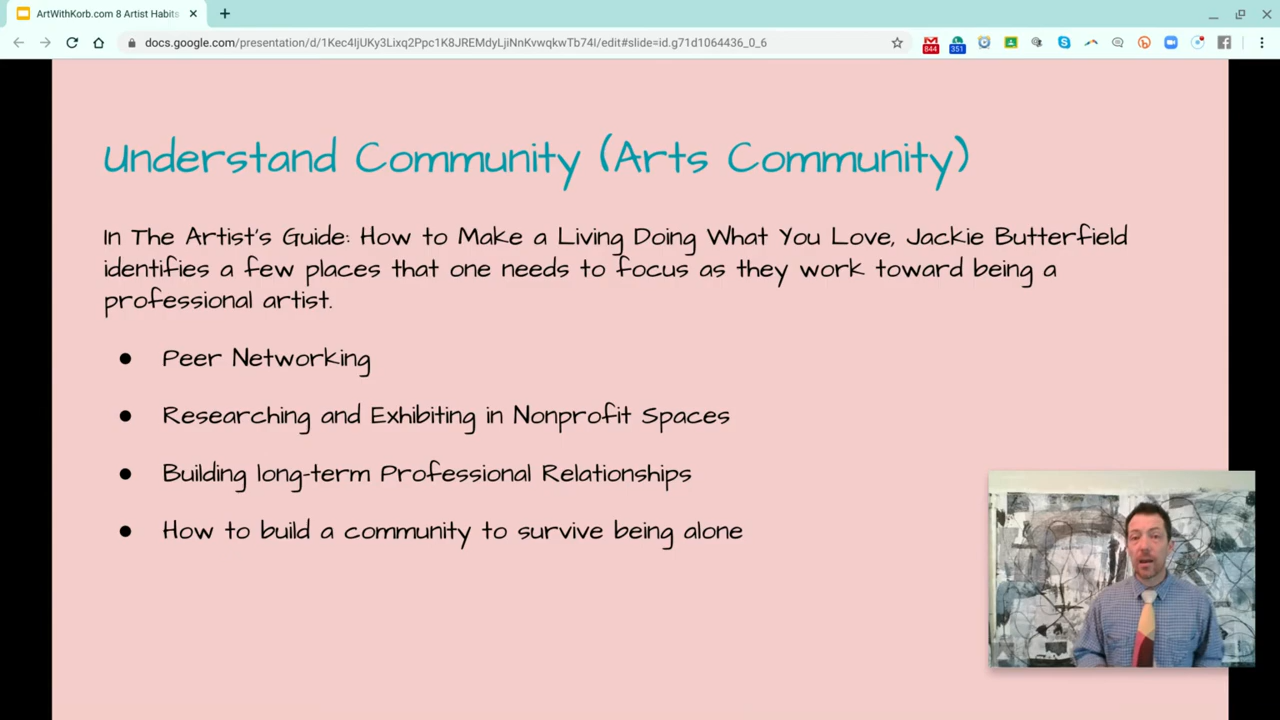 ArtWithKorb.com 8 Artist Habits
docs.google.com/presentation/d/1Kec4IjUKy3Lixq2Ppc1K8JREMdyLjiNnKvwqkwTb74I/edit#slide=id.g71d1064436_0_6
844
351
Understand Community (Arts Community)
In The Artist's Guide: How to Make a Living Doing What You Love, Jackie Butterfield
identifies a few places that one needs to focus as they work toward being a
professional artist.
● Peer Networking
● Researching and Exhibiting in Nonprofit Spaces
● Building long-term Professional Relationships
● How to build a community to survive being alone